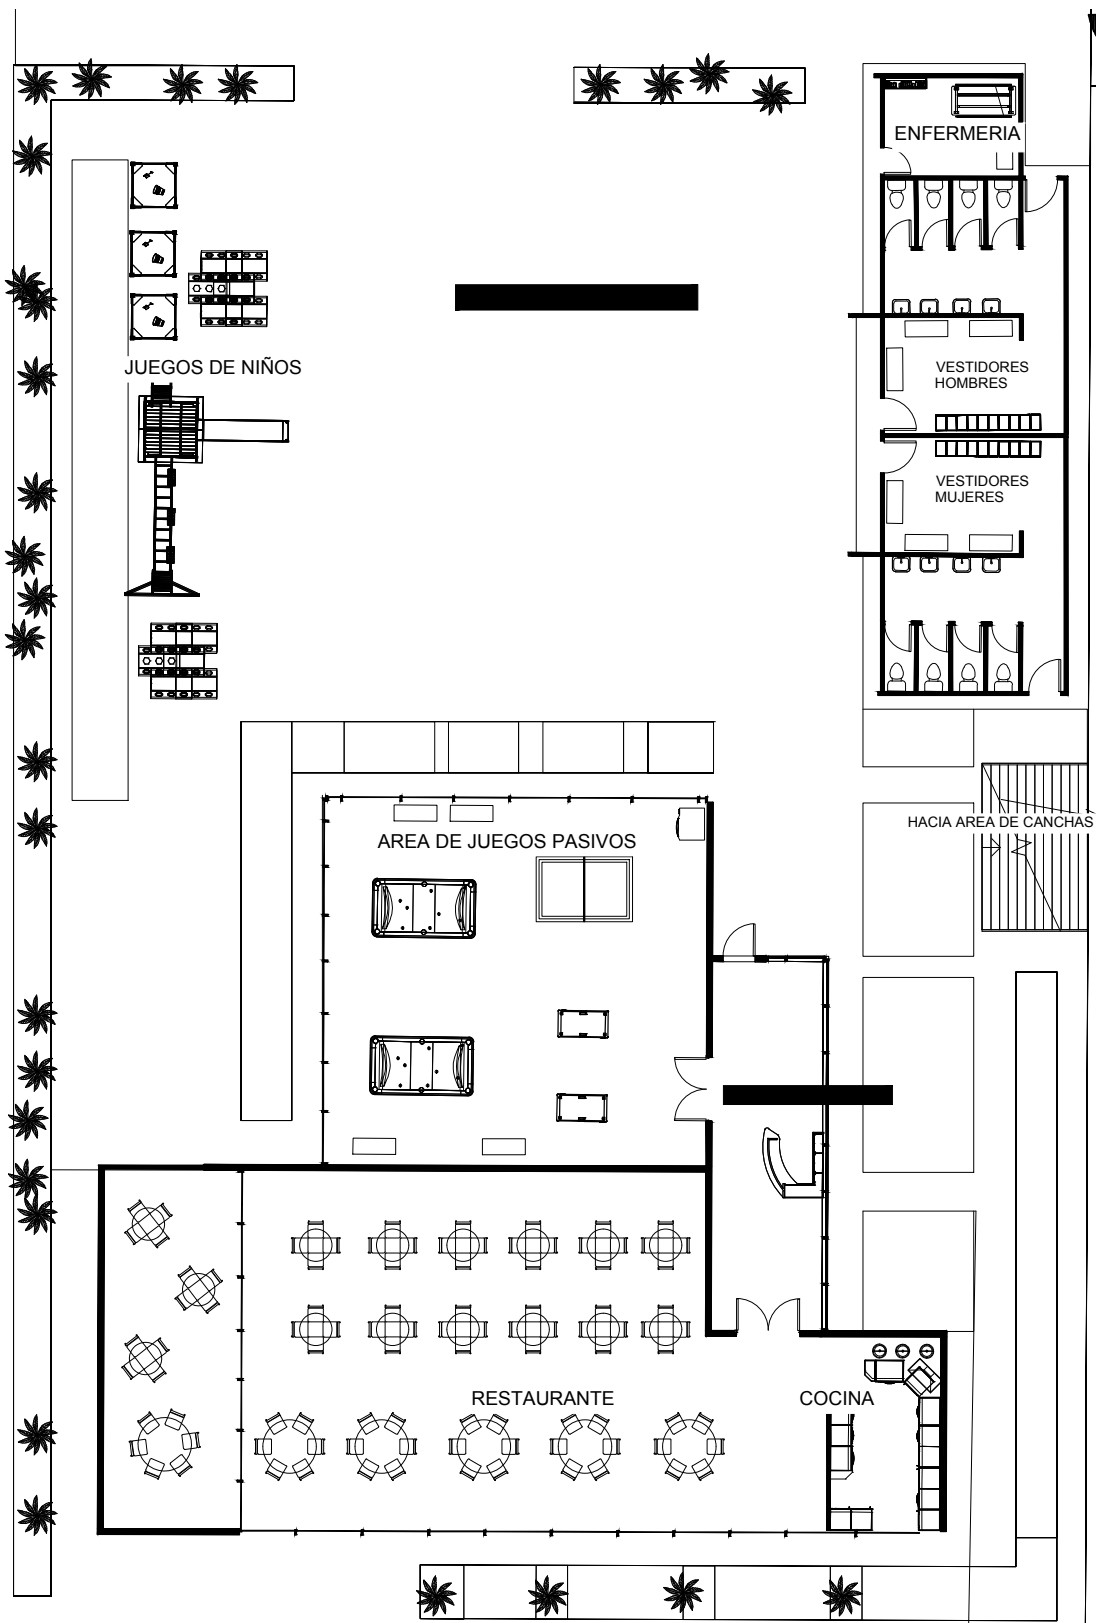 ENFERMERIA
JUEGOS DE NIÑOS
VESTIDORES
HOMBRES
VESTIDORES
MUJERES
HACIA AREA DE CANCHAS
AREA DE JUEGOS PASIVOS
RESTAURANTE
COCINA